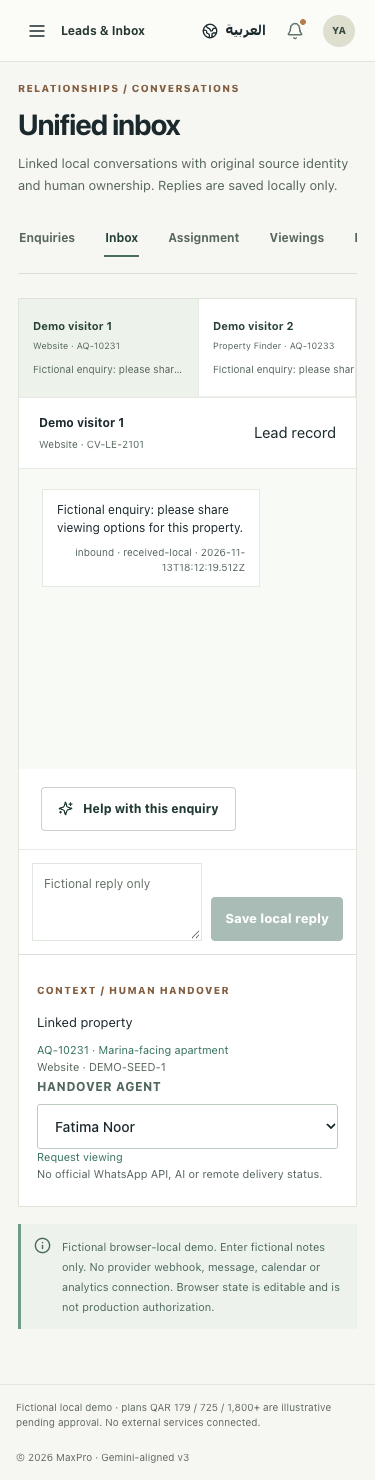 Leads & Inbox
العربية
YA
RELATIONSHIPS / CONVERSATIONS
Unified inbox
Linked local conversations with original source identity
and human ownership. Replies are saved locally only.
Enquiries Inbox Assignment Viewings
Demo visitor 1
Website · AQ-10231
Fictional enquiry: please shar...
Demo visitor 2
Property Finder · AQ-10233
Fictional enquiry: please shar
Demo visitor 1
Website · CV-LE-2101
Lead record
Fictional enquiry: please share
viewing options for this property.
inbound · received-local · 2026-11-
13T18:12:19.512Z
Help with this enquiry
Fictional reply only
Save local reply
CONTEXT / HUMAN HANDOVER
Linked property
AQ-10231 · Marina-facing apartment
Website · DEMO-SEED-1
HANDOVER AGENT
Fatima Noor
Request viewing
No official WhatsApp API, AI or remote delivery status.
Fictional browser-local demo. Enter fictional notes
only. No provider webhook, message, calendar or
analytics connection. Browser state is editable and is
not production authorization.
Fictional local demo · plans QAR 179 / 725 / 1,800+ are illustrative
pending approval. No external services connected.
© 2026 MaxPro · Gemini-aligned v3